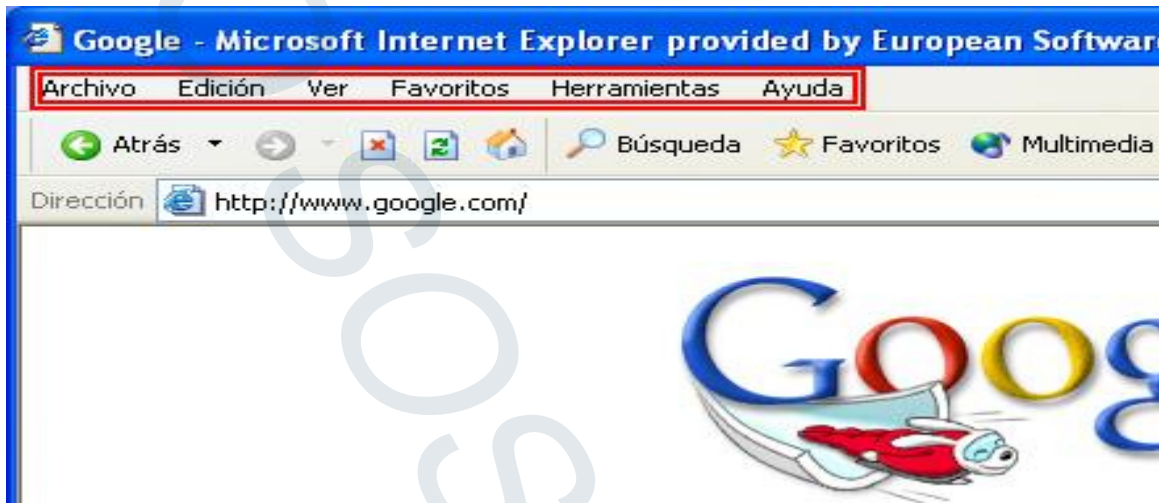 Google - Microsoft Internet Explorer provided by European
Archivo Edición Ver Favoritos Herramientas Ayuda
Atrás Búsqueda Favoritos Multimedia
Dirección http://www.google.com/
Goog